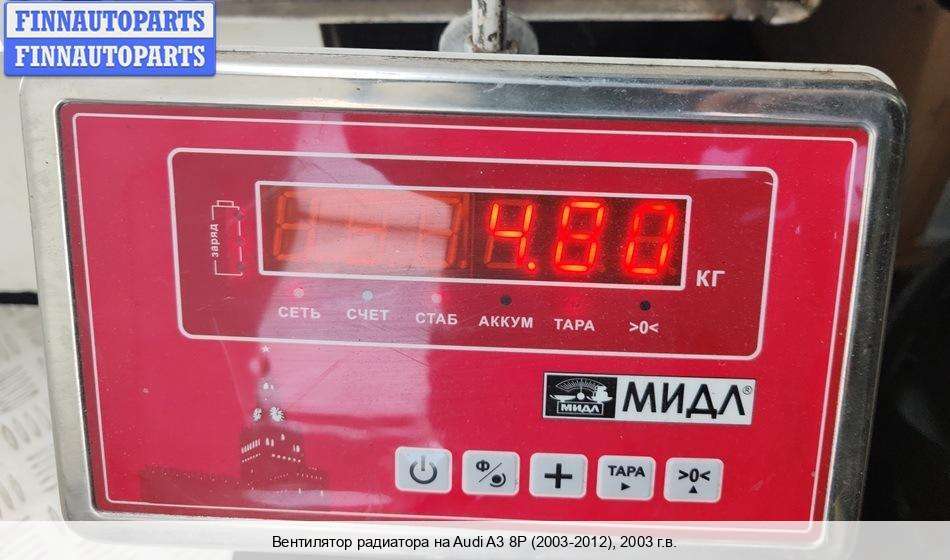 FINNAUTOPARTS
FINNAUTOPARTS
заряд
4.80
КГ
СЕТЬ СЧЕТ СТАБ АККУМ ТАРА >0<
МИДЛ МИДЛ®
Ф ТАРА >0<
Вентилятор радиатора на Audi A3 8P (2003-2012), 2003 г.в.